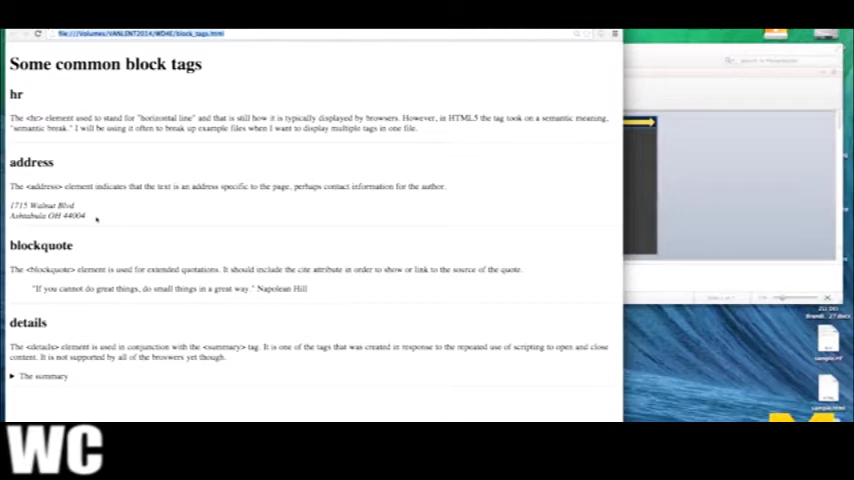 file:///Volumes/VANLENT2014/WD4E/block_tags.html
Some common block tags
hr
The <hr> element used to stand for "horizontal line" and that is still how it is typically displayed by browsers. However, in HTML5 the tag took on a semantic meaning,
"semantic break." I will be using it often to break up example files when I want to display multiple tags in one file.
address
The <address> element indicates that the text is an address specific to the page, perhaps contact information for the author.
1715 Walnut Blvd
Ashtabula OH 44004
blockquote
The <blockquote> element is used for extended quotations. It should include the cite attribute in order to show or link to the source of the quote.
"If you cannot do great things, do small things in a great way." Napolean Hill
details
The <details> element is used in conjunction with the <summary> tag. It is one of the tags that was created in response to the repeated use of scripting to open and close
content. It is not supported by all of the browsers yet though.
The summary
sample.rtf
sample.html
WC